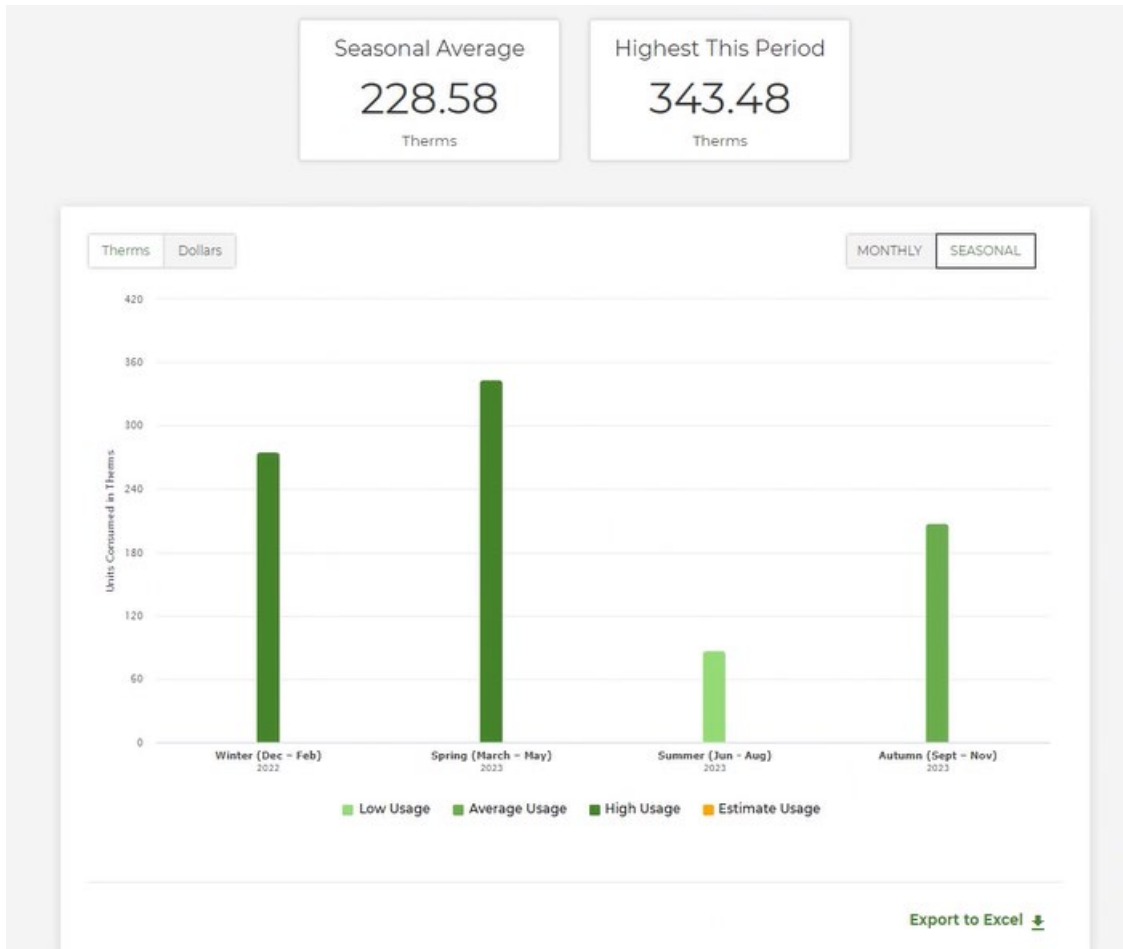 Seasonal Average
228.58
Therms
Highest This Period
343.48
Therms
Therms
Dollars
MONTHLY
SEASONAL
420
360
300
240
180
120
60
0
Units Consumed in Therms
Winter (Dec - Feb)
2022
Spring (March - May)
2023
Summer (Jun - Aug)
2023
Autumn (Sept - Nov)
2023
Low Usage
Average Usage
High Usage
Estimate Usage
Export to Excel